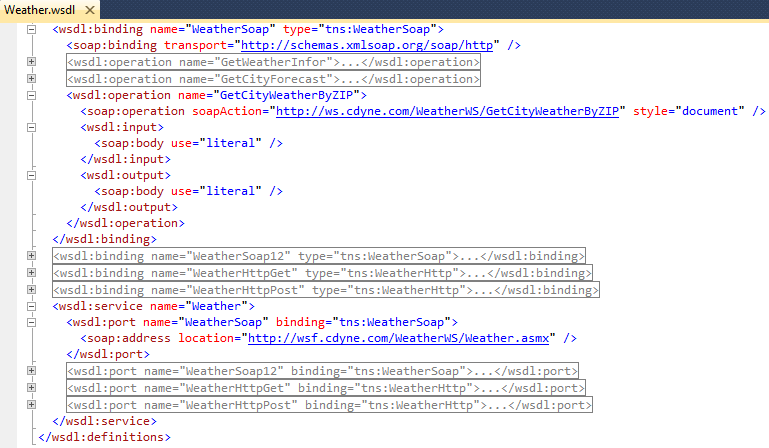 Weather.wsdl X
<wsdl:binding name="WeatherSoap" type="tns:WeatherSoap">
<soap:binding transport="http://schemas.xmlsoap.org/soap/http" />
<wsdl:operation name="GetWeatherInfor">...</wsdl:operation>
<wsdl:operation name="GetCityForecast">...</wsdl:operation>
<wsdl:operation name="GetCityWeatherByZIP">
<soap:operation soapAction="http://ws.cdyne.com/WeatherWS/GetCityWeatherByZIP" style="document" />
<wsdl:input>
<soap:body use="literal" />
</wsdl:input>
<wsdl:output>
<soap:body use="literal" />
</wsdl:output>
</wsdl:operation>
</wsdl:binding>
<wsdl:binding name="WeatherSoap12" type="tns:WeatherSoap">...</wsdl:binding>
<wsdl:binding name="WeatherHttpGet" type="tns:WeatherHttp">...</wsdl:binding>
<wsdl:binding name="WeatherHttpPost" type="tns:WeatherHttp">...</wsdl:binding>
<wsdl:service name="Weather">
<wsdl:port name="WeatherSoap" binding="tns:WeatherSoap">
<soap:address location="http://wsf.cdyne.com/WeatherWS/Weather.asmx" />
</wsdl:port>
<wsdl:port name="WeatherSoap12" binding="tns:WeatherSoap">...</wsdl:port>
<wsdl:port name="WeatherHttpGet" binding="tns:WeatherHttp">...</wsdl:port>
<wsdl:port name="WeatherHttpPost" binding="tns:WeatherHttp">...</wsdl:port>
</wsdl:service>
</wsdl:definitions>